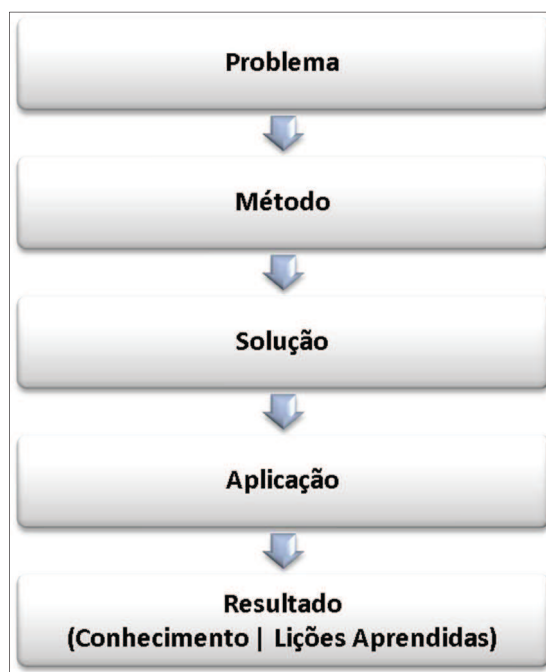 Problema
Método
Solução
Aplicação
Resultado
(Conhecimento | Lições Aprendidas)